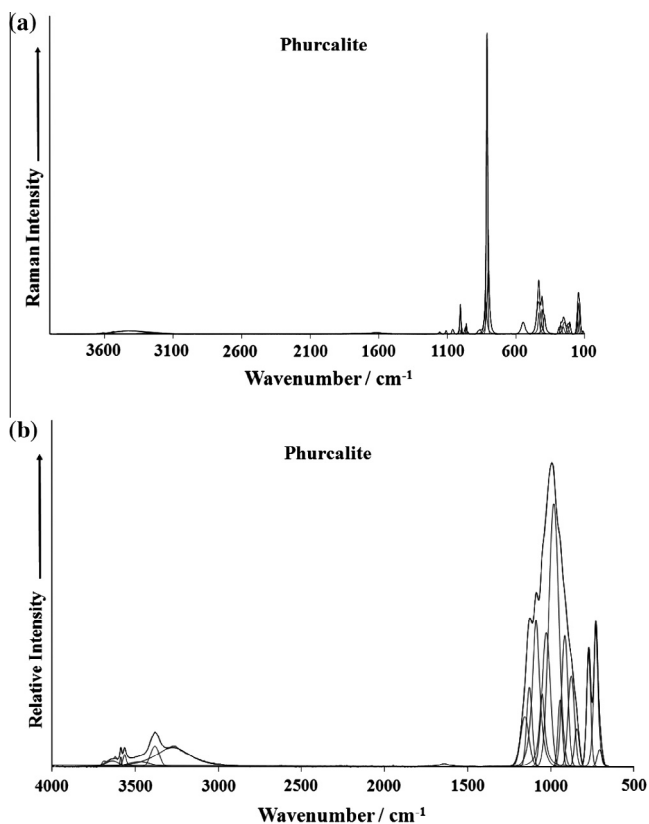 (a)
Phurcalite
Raman Intensity
3600 3100 2600 2100 1600 1100 600 100
Wavenumber / cm⁻¹
(b)
Phurcalite
Relative Intensity
4000 3500 3000 2500 2000 1500 1000 500
Wavenumber / cm⁻¹